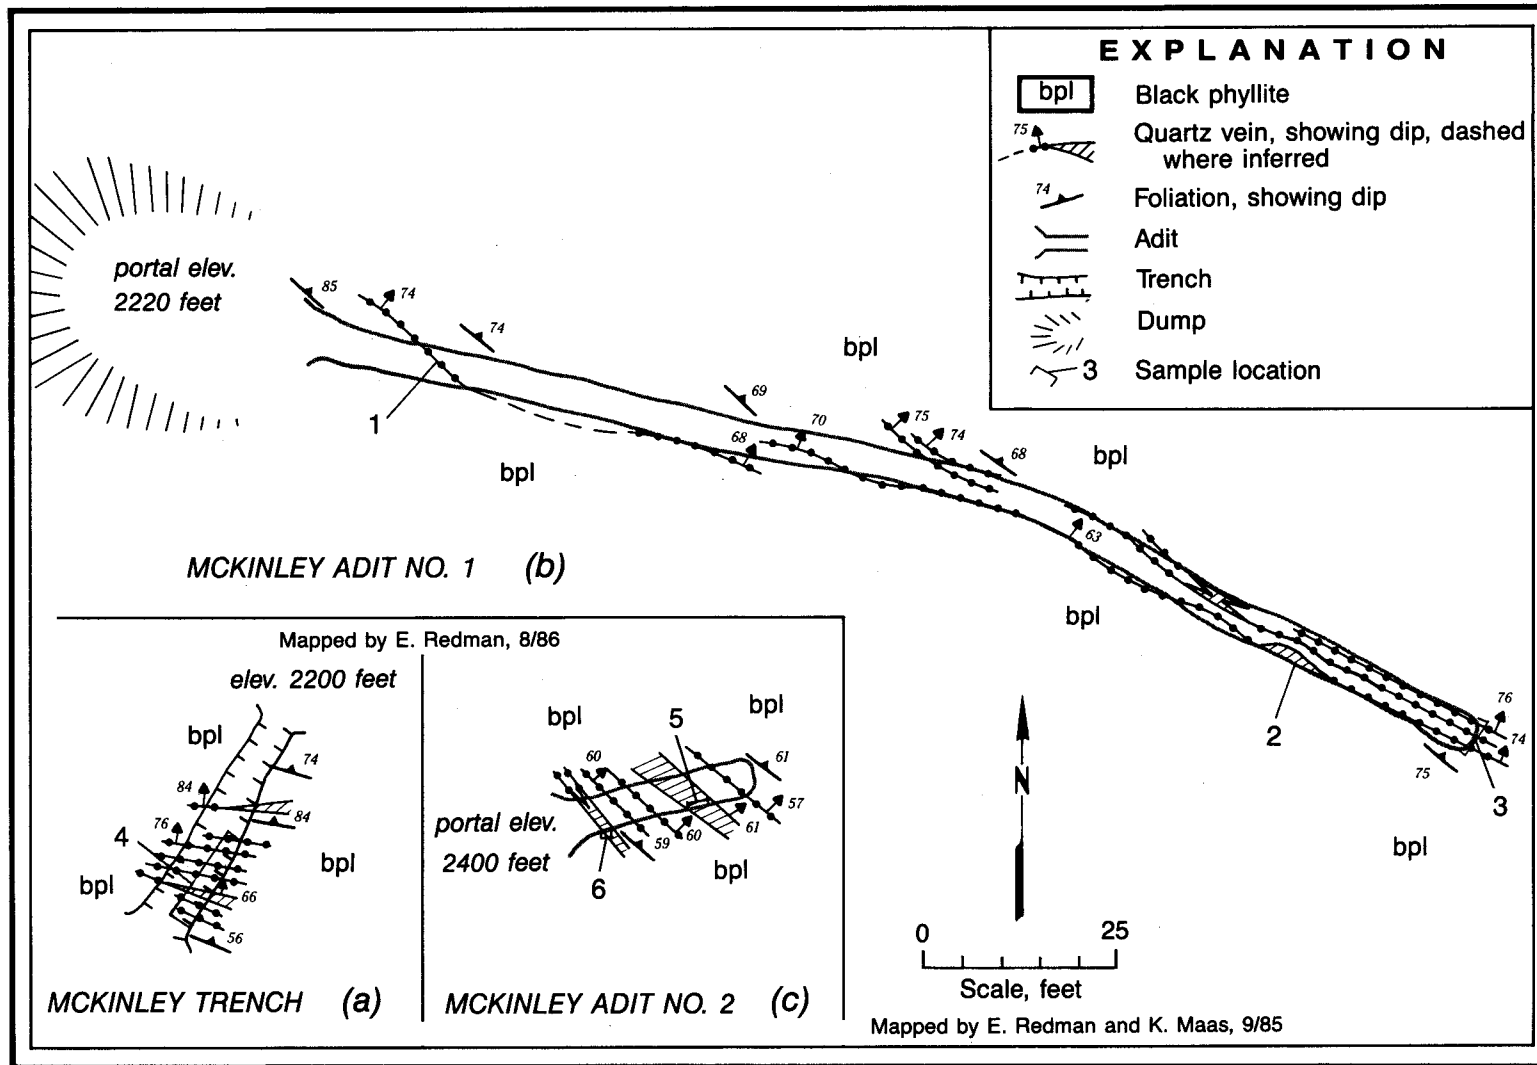 EXPLANATION
bpl Black phyllite
75 Quartz vein, showing dip, dashed
where inferred
74 Foliation, showing dip
Adit
Trench
Dump
3 Sample location
portal elev.
2220 feet
85
74
74
1
bpl
69
68
70
75
74
68
bpl
bpl
63
bpl
2
76
74
75
3
bpl
MCKINLEY ADIT NO. 1 (b)
Mapped by E. Redman, 8/86
elev. 2200 feet
bpl
74
84
84
76
4
bpl
bpl
66
56
MCKINLEY TRENCH (a)
bpl
bpl
5
60
61
57
portal elev.
2400 feet
59
60
61
bpl
6
MCKINLEY ADIT NO. 2 (c)
N
0 25
Scale, feet
Mapped by E. Redman and K. Maas, 9/85